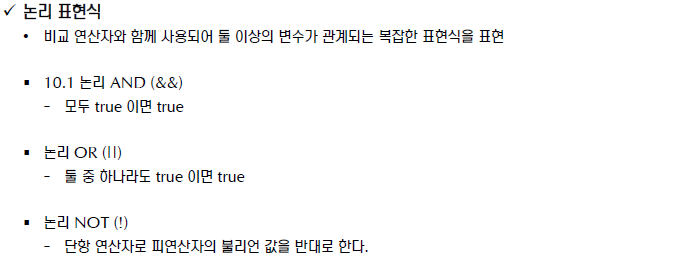 ✓ 논리 표현식
• 비교 연산자와 함께 사용되어 둘 이상의 변수가 관계되는 복잡한 표현식을 표현
▪ 10.1 논리 AND (&&)
- 모두 true 이면 true
▪ 논리 OR (||)
- 둘 중 하나라도 true 이면 true
▪ 논리 NOT (!)
- 단항 연산자로 피연산자의 불리언 값을 반대로 한다.